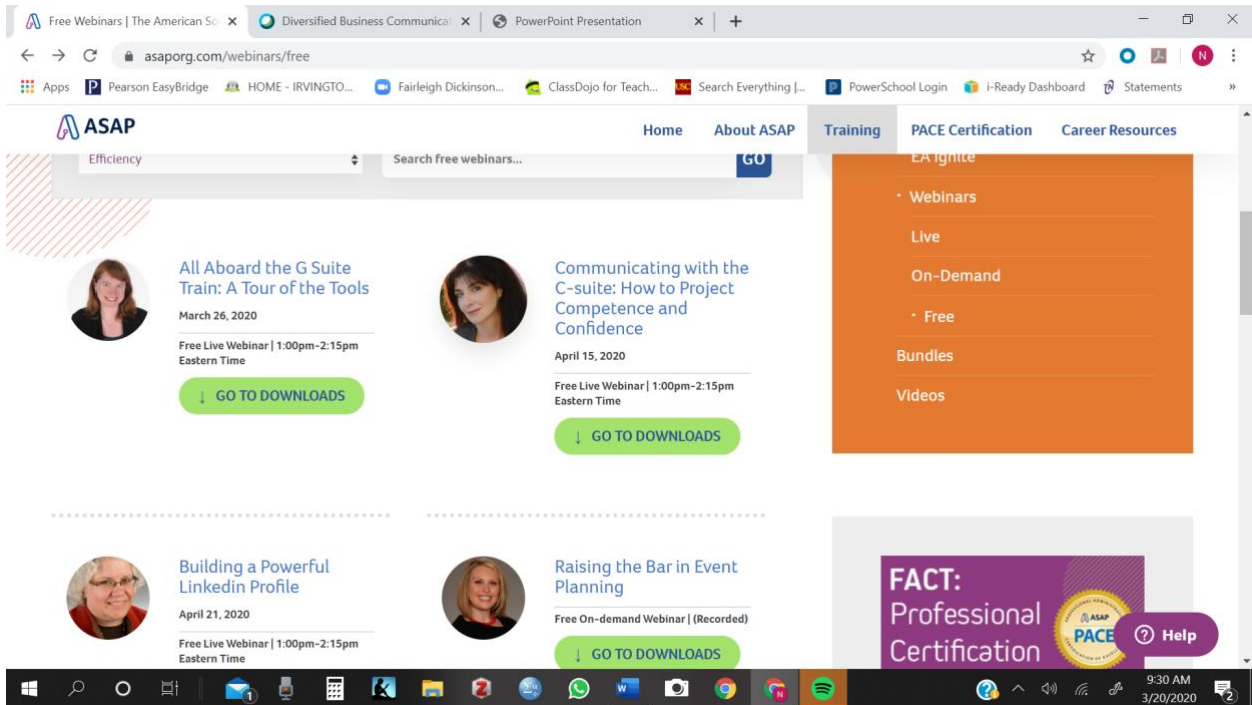 Free Webinars | The American So
Diversified Business Communicat
PowerPoint Presentation
asaporg.com/webinars/free
Apps
Pearson EasyBridge
HOME - IRVINGTO...
Fairleigh Dickinson...
ClassDojo for Teach...
Search Everything |...
PowerSchool Login
i-Ready Dashboard
Statements
»
ASAP
Home
About ASAP
Training
PACE Certification
Career Resources
Efficiency
Search free webinars...
GO
EA Ignite
Webinars
Live
On-Demand
Free
Bundles
Videos
All Aboard the G Suite
Train: A Tour of the Tools
March 26, 2020
Free Live Webinar | 1:00pm-2:15pm
Eastern Time
↓ GO TO DOWNLOADS
Communicating with the
C-suite: How to Project
Competence and
Confidence
April 15, 2020
Free Live Webinar | 1:00pm-2:15pm
Eastern Time
↓ GO TO DOWNLOADS
Building a Powerful
Linkedin Profile
April 21, 2020
Free Live Webinar | 1:00pm-2:15pm
Eastern Time
Raising the Bar in Event
Planning
Free On-demand Webinar | (Recorded)
↓ GO TO DOWNLOADS
FACT:
Professional
Certification
ASAP
PACE
Help
9:30 AM
3/20/2020